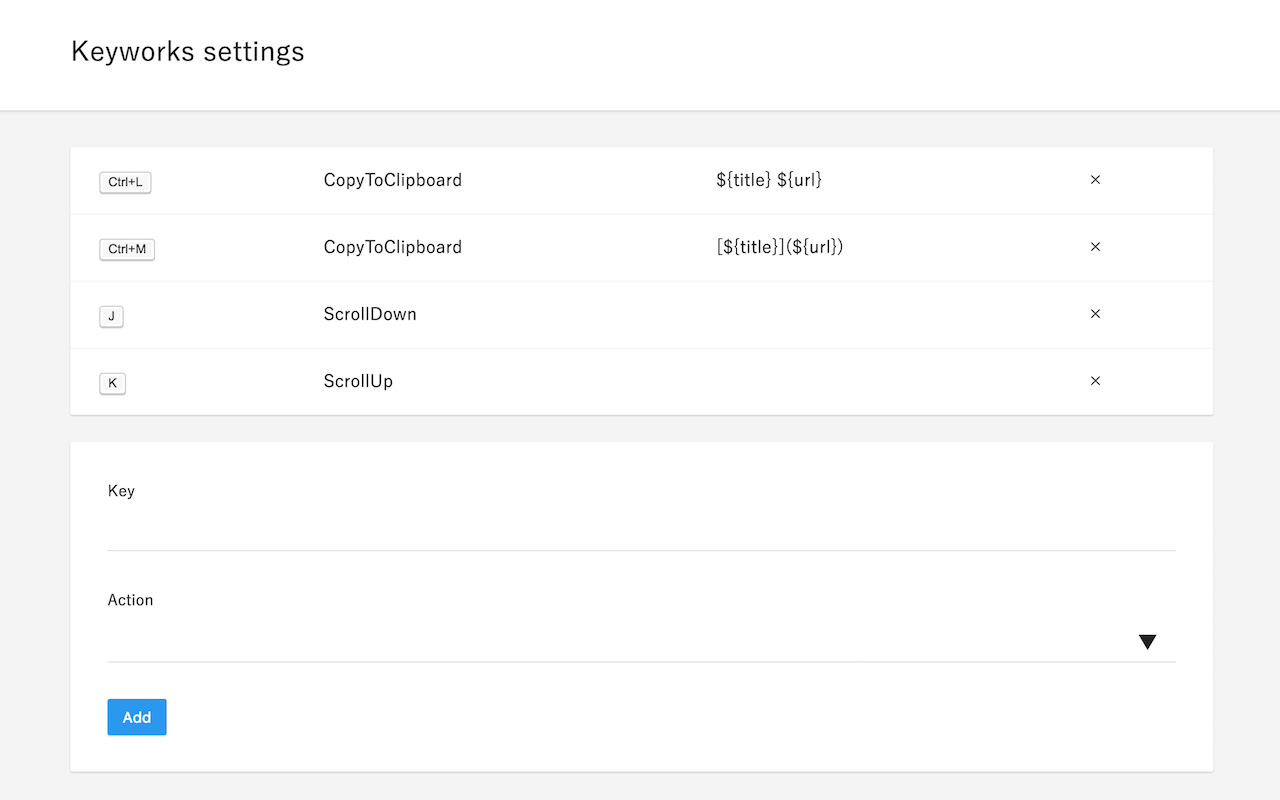 Keyworks settings
Ctrl+L CopyToClipboard ${title} ${url} ×
Ctrl+M CopyToClipboard [${title}](${url}) ×
J ScrollDown ×
K ScrollUp ×
Key
Action
Add